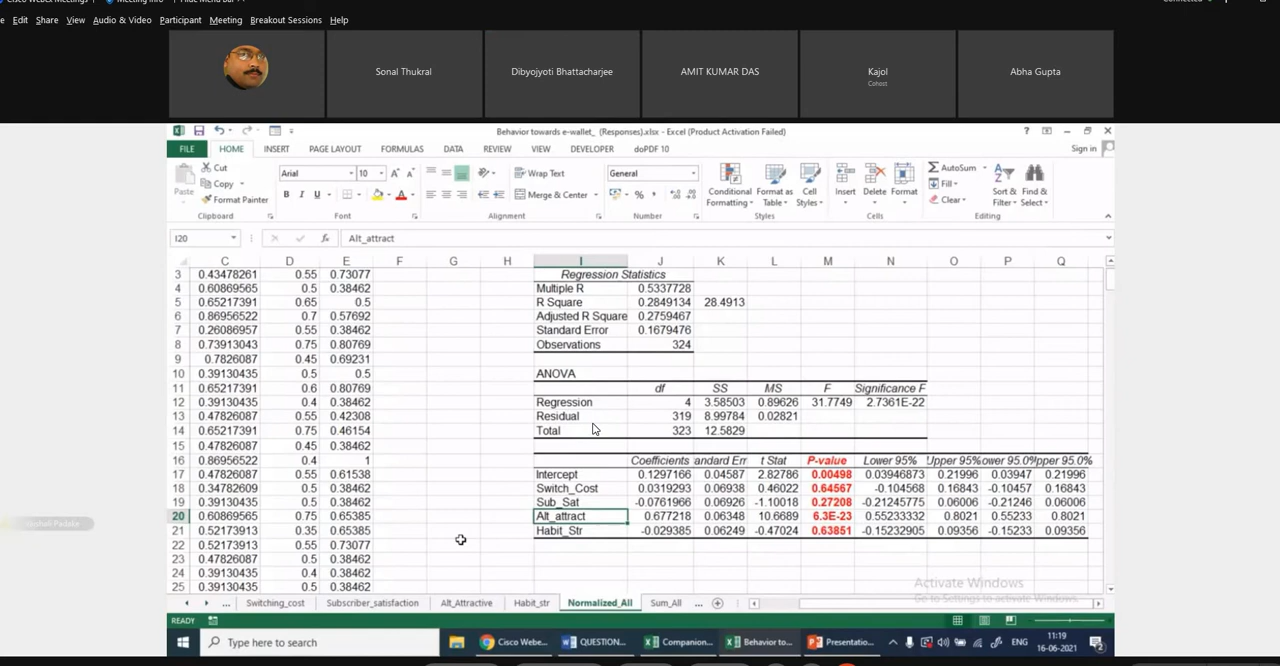 Edit Share View Audio & Video Participant Meeting Breakout Sessions Help
Sonal Thukral Dibyojyoti Bhattacharjee AMIT KUMAR DAS Kajol Abha Gupta
Cohost
Behavior towards e-wallet_ (Responses).xlsx - Excel (Product Activation Failed)
FILE HOME INSERT PAGE LAYOUT FORMULAS DATA REVIEW VIEW DEVELOPER doPDF 10 Sign in
Cut Arial 10 Wrap Text General AutoSum
Paste Copy Fill
Format Painter Merge & Center Conditional Formatting Format as Table Cell Styles Insert Delete Format Clear Sort & Filter Find & Select
Clipboard Font Alignment Number Styles Cells Editing
I20 Alt_attract
C D E F G H I J K L M N O P Q
3 0.43478261 0.55 0.73077 Regression Statistics
4 0.60869565 0.5 0.38462 Multiple R 0.5337728
5 0.65217391 0.65 0.5 R Square 0.2849134 28.4913
6 0.86956522 0.7 0.57692 Adjusted R Square 0.2759467
7 0.26086957 0.55 0.38462 Standard Error 0.1679476
8 0.73913043 0.75 0.80769 Observations 324
9 0.7826087 0.45 0.69231
10 0.39130435 0.5 0.5 ANOVA
11 0.65217391 0.6 0.80769 df SS MS F Significance F
12 0.39130435 0.4 0.38462 Regression 4 3.58503 0.89626 31.7749 2.7361E-22
13 0.47826087 0.55 0.42308 Residual 319 8.99784 0.02821
14 0.65217391 0.75 0.46154 Total 323 12.5829
15 0.47826087 0.45 0.38462
16 0.86956522 0.4 1 Coefficients andard Err t Stat P-value Lower 95% Upper 95% ower 95.0% pper 95.0%
17 0.47826087 0.55 0.61538 Intercept 0.1297166 0.04587 2.82786 0.00498 0.03946873 0.21996 0.03947 0.21996
18 0.34782609 0.5 0.38462 Switch_Cost 0.0319293 0.06938 0.46022 0.64567 -0.104568 0.16843 -0.10457 0.16843
19 0.39130435 0.5 0.38462 Sub_Sat -0.0761966 0.06926 -1.10018 0.27208 -0.21245775 0.06006 -0.21246 0.06006
20 0.60869565 0.75 0.65385 Alt_attract 0.677218 0.06348 10.6689 6.3E-23 0.55233332 0.8021 0.55233 0.8021
21 0.52173913 0.35 0.65385 Habit_Str -0.029385 0.06249 -0.47024 0.63851 -0.15232905 0.09356 -0.15233 0.09356
22 0.52173913 0.55 0.73077
23 0.47826087 0.5 0.38462
24 0.39130435 0.4 0.38462
25 0.39130435 0.5 0.38462
Activate Windows
Go to Settings to activate Windows.
... Switching_cost Subscriber_satisfaction Alt_Attractive Habit_str Normalized_All Sum_All ...
READY
Type here to search Cisco Webe... QUESTION... Companion... Behavior to... Presentatio... ENG 11:19
16-06-2021